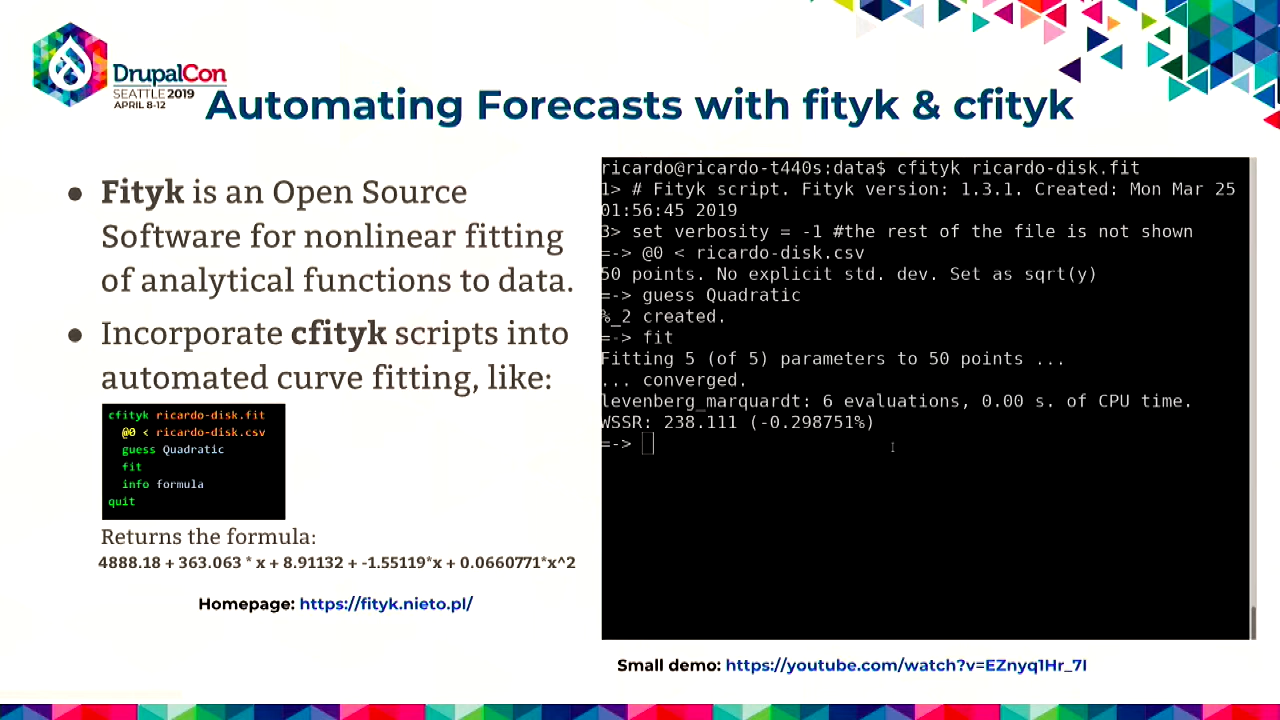 DrupalCon
SEATTLE 2019
APRIL 8-12
Automating Forecasts with fityk & cfityk
● Fityk is an Open Source
Software for nonlinear fitting
of analytical functions to data.
● Incorporate cfityk scripts into
automated curve fitting, like:
cfityk ricardo-disk.fit
@0 < ricardo-disk.csv
guess Quadratic
fit
info formula
quit
Returns the formula:
4888.18 + 363.063 * x + 8.91132 + -1.55119*x + 0.0660771*x^2
Homepage: https://fityk.nieto.pl/
ricardo@ricardo-t440s:data$ cfityk ricardo-disk.fit
1> # Fityk script. Fityk version: 1.3.1. Created: Mon Mar 25
01:56:45 2019
3> set verbosity = -1 #the rest of the file is not shown
=-> @0 < ricardo-disk.csv
50 points. No explicit std. dev. Set as sqrt(y)
=-> guess Quadratic
%_2 created.
=-> fit
Fitting 5 (of 5) parameters to 50 points ...
... converged.
levenberg_marquardt: 6 evaluations, 0.00 s. of CPU time.
WSSR: 238.111 (-0.298751%)
=->
Small demo: https://youtube.com/watch?v=EZnyq1Hr_7I